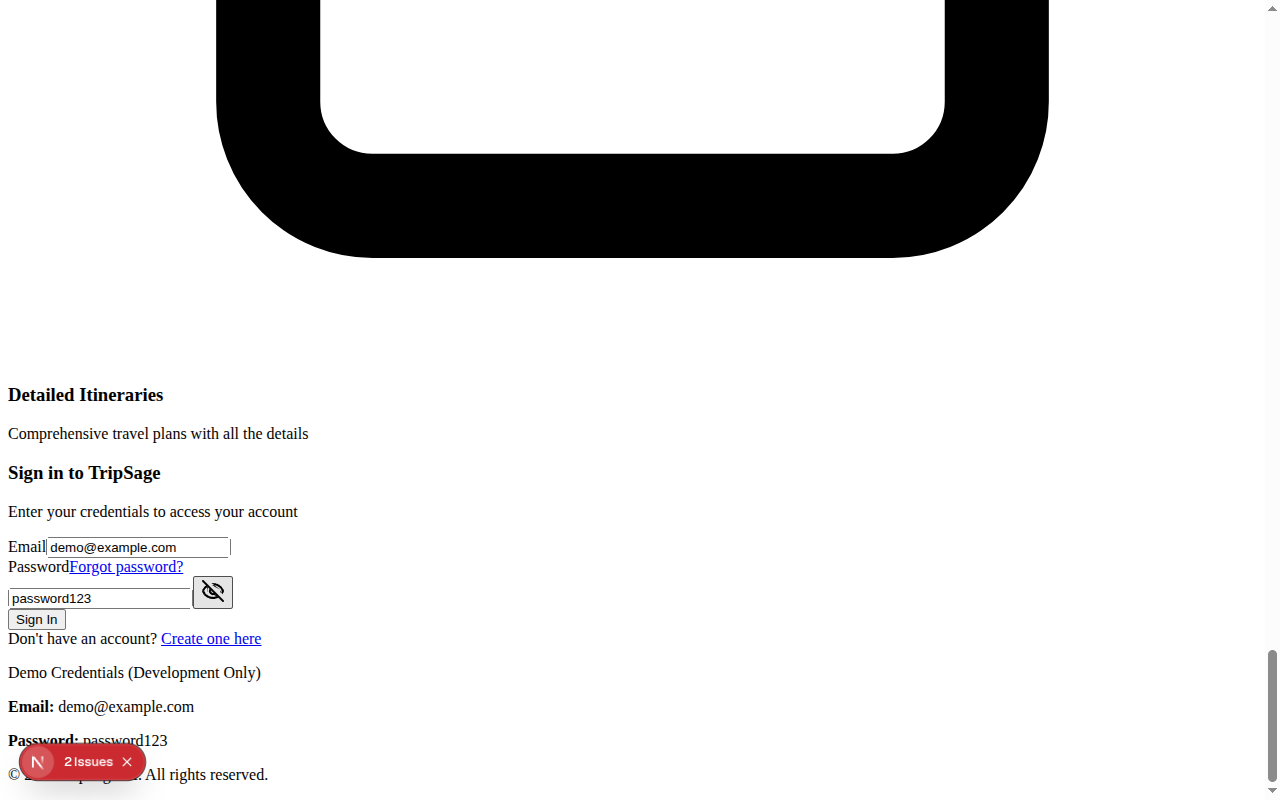 Detailed Itineraries
Comprehensive travel plans with all the details
Sign in to TripSage
Enter your credentials to access your account
Email demo@example.com
Password Forgot password?
password123
Sign In
Don't have an account? Create one here
Demo Credentials (Development Only)
Email: demo@example.com
Password: password123
2 Issues
© All rights reserved.